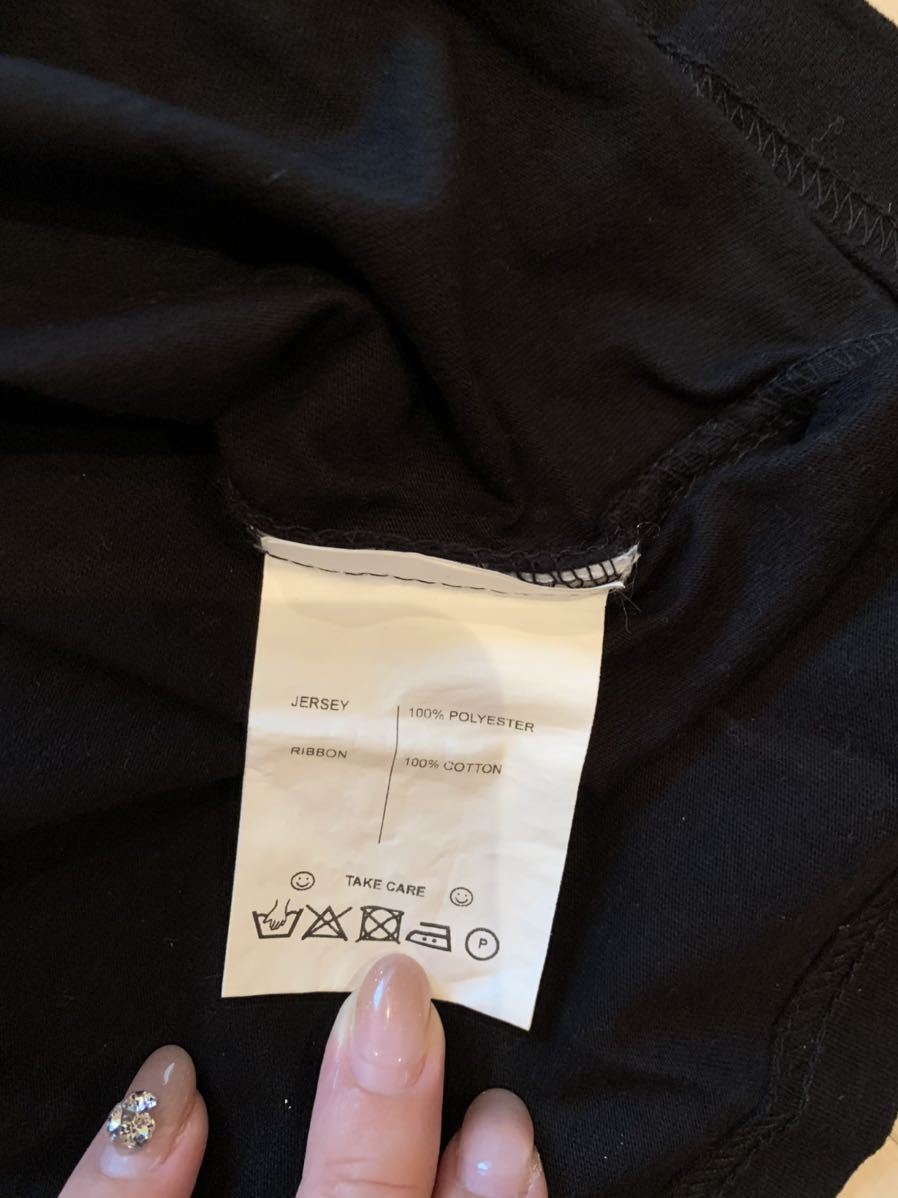 JERSEY 100% POLYESTER
RIBBON 100% COTTON
TAKE CARE
P